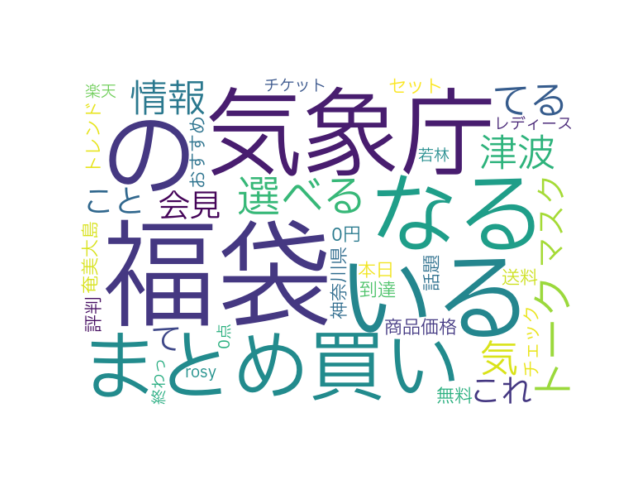 楽天
情報
チケット
セット
てる
トレンド
おすすめ
の
気象庁
レディース
若林
津波
こと
会見
選べる
なる
マスク
奄美大島
福袋
0円
神奈川県
本日
到達
話題
送料
いる
トーク
評判
て
0点
商品価格
チェック
まとめ買い
気
終わっ
rosy
無料
これ